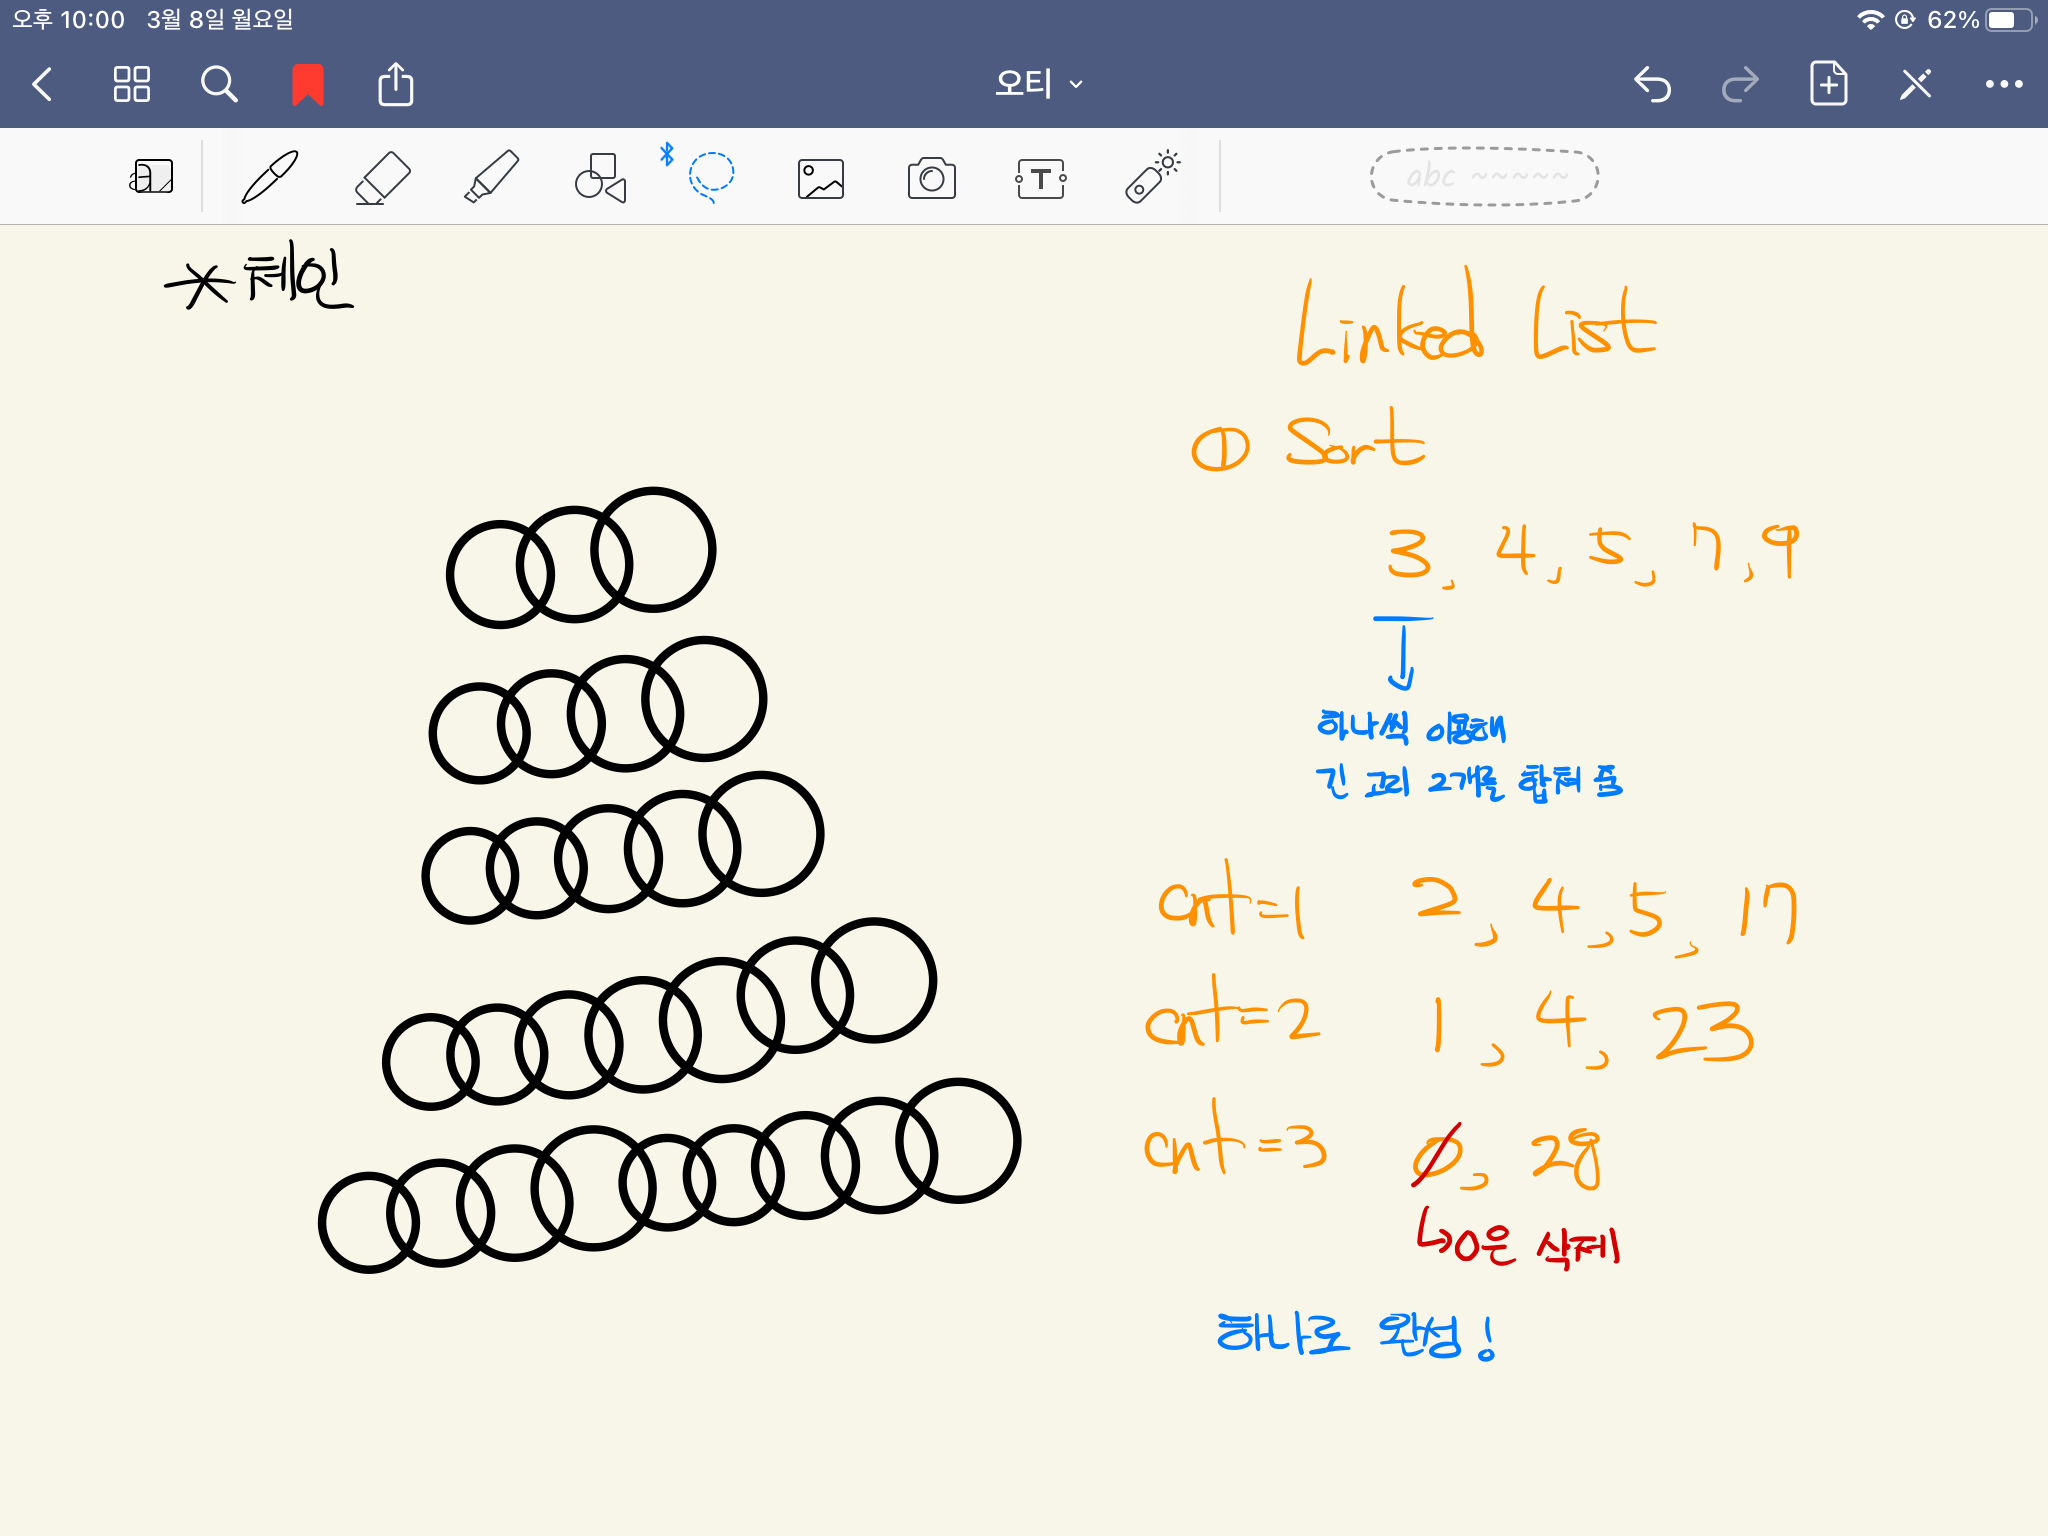 오후 10:00 3월 8일 월요일 62%
오티
abc ~~~~~
T
*체인
Linked List
① Sort
3, 4, 5, 7, 9
하나씩 이용해
긴 고리 2개를 합쳐 줌
cnt=1 2, 4, 5, 17
cnt=2 1, 4, 23
cnt=3 0, 28
↳0은 삭제
하나로 완성!